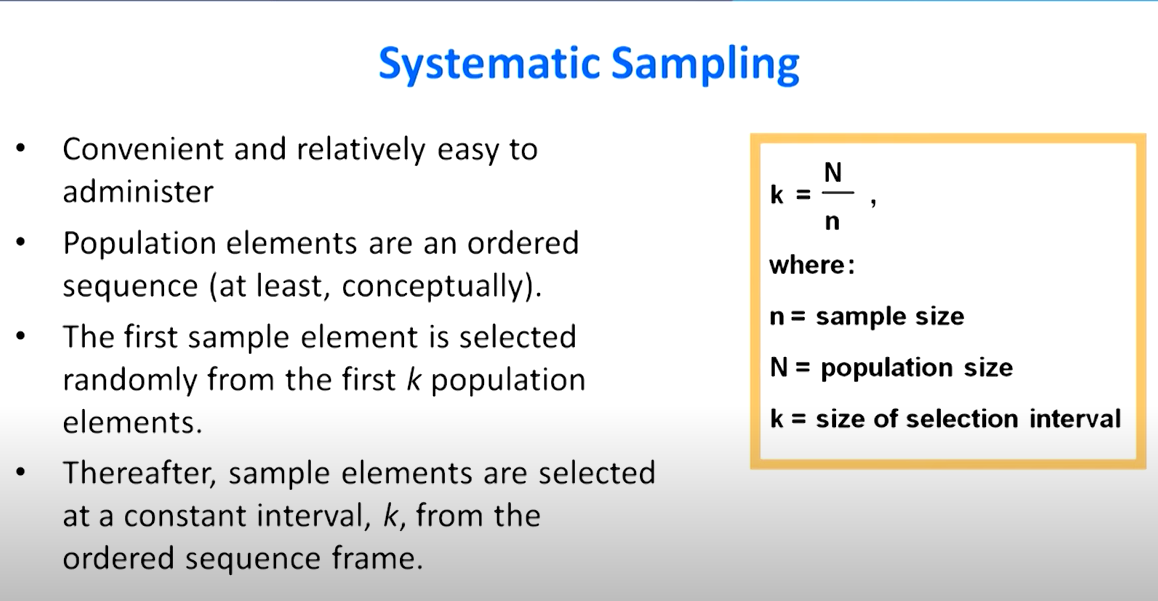 Systematic Sampling
• Convenient and relatively easy to
administer
• Population elements are an ordered
sequence (at least, conceptually).
• The first sample element is selected
randomly from the first k population
elements.
• Thereafter, sample elements are selected
at a constant interval, k, from the
ordered sequence frame.
N
k = ,
n
where:
n = sample size
N = population size
k = size of selection interval